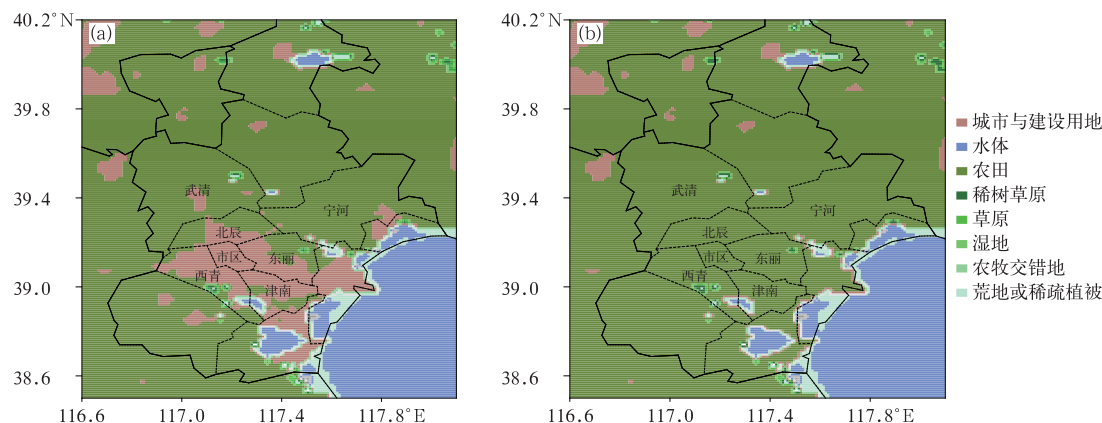 (a)
40.2°N
39.8
39.4
39.0
38.6
116.6
117.0
117.4
117.8°E
武清
宁河
北辰
市区
东丽
西青
津南
(b)
40.2°N
39.8
39.4
39.0
38.6
116.6
117.0
117.4
117.8°E
武清
宁河
北辰
市区
东丽
西青
津南
城市与建设用地
水体
农田
稀树草原
草原
湿地
农牧交错地
荒地或稀疏植被